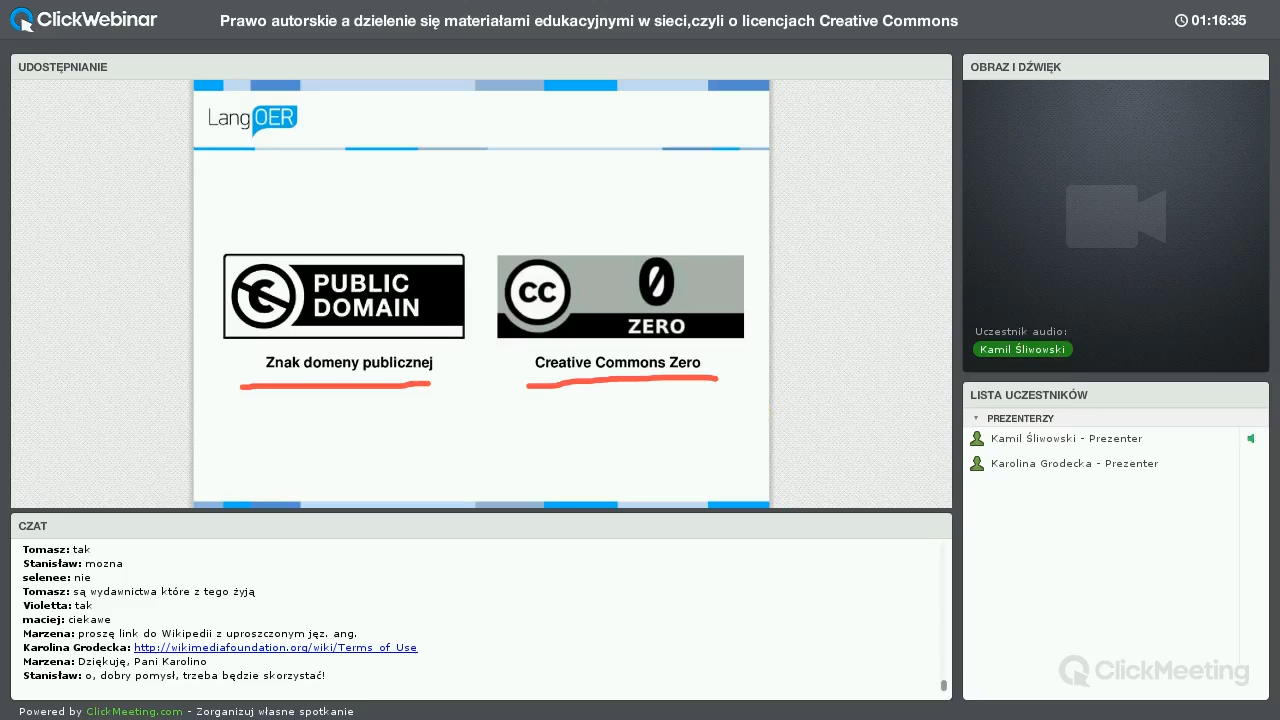 ClickWebinar
Prawo autorskie a dzielenie się materiałami edukacyjnymi w sieci,czyli o licencjach Creative Commons
01:16:35
UDOSTĘPNIANIE
LangOER
PUBLIC
DOMAIN
Znak domeny publicznej
CC
0
ZERO
Creative Commons Zero
OBRAZ I DŹWIĘK
Uczestnik audio:
Kamil Śliwowski
LISTA UCZESTNIKÓW
PREZENTERZY
Kamil Śliwowski - Prezenter
Karolina Grodecka - Prezenter
CZAT
Tomasz: tak
Stanisław: mozna
selenee: nie
Tomasz: są wydawnictwa które z tego żyją
Violetta: tak
maciej: ciekawe
Marzena: proszę link do Wikipedii z uproszczonym jęz. ang.
Karolina Grodecka: http://wikimediafoundation.org/wiki/Terms_of_Use
Marzena: Dziękuję, Pani Karolino
Stanisław: o, dobry pomysł, trzeba będzie skorzystać!
ClickMeeting
Powered by ClickMeeting.com - Zorganizuj własne spotkanie